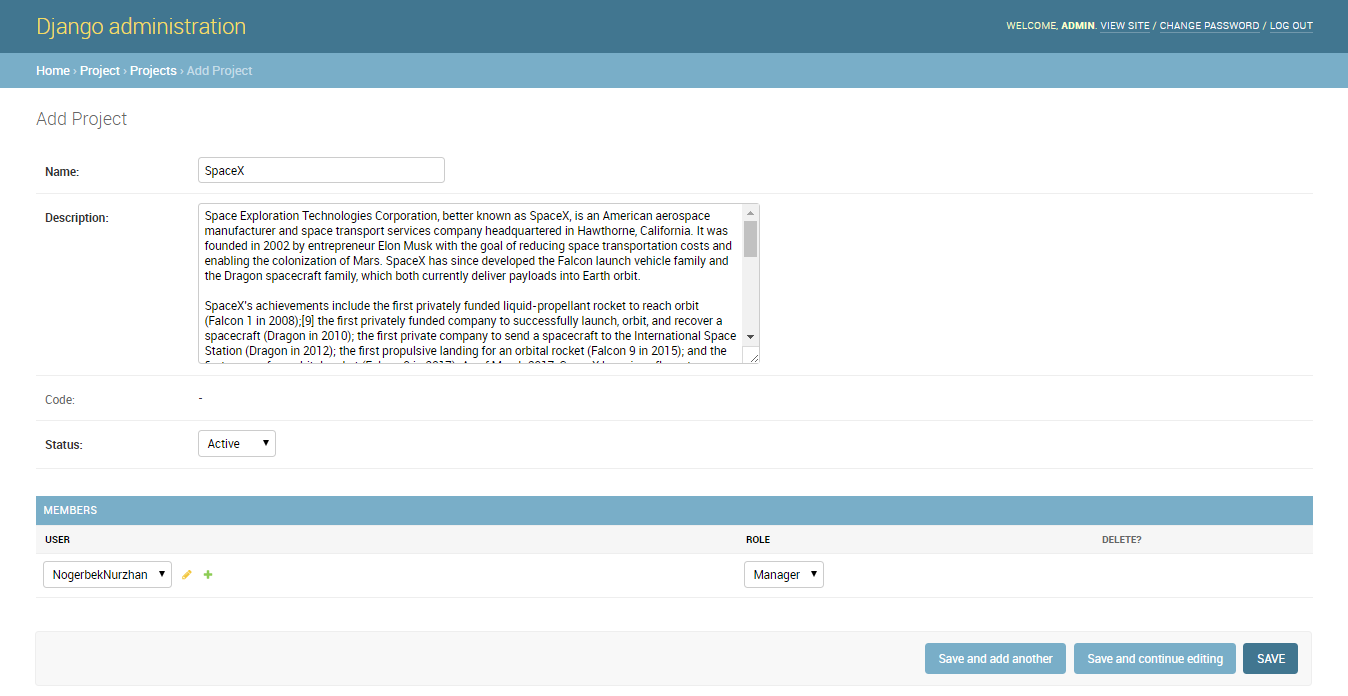 Django administration
WELCOME, ADMIN. VIEW SITE / CHANGE PASSWORD / LOG OUT
Home › Project › Projects › Add Project
Add Project
Name: SpaceX
Description:
Space Exploration Technologies Corporation, better known as SpaceX, is an American aerospace
manufacturer and space transport services company headquartered in Hawthorne, California. It was
founded in 2002 by entrepreneur Elon Musk with the goal of reducing space transportation costs and
enabling the colonization of Mars. SpaceX has since developed the Falcon launch vehicle family and
the Dragon spacecraft family, which both currently deliver payloads into Earth orbit.
SpaceX's achievements include the first privately funded liquid-propellant rocket to reach orbit
(Falcon 1 in 2008);[9] the first privately funded company to successfully launch, orbit, and recover a
spacecraft (Dragon in 2010); the first private company to send a spacecraft to the International Space
Station (Dragon in 2012); the first propulsive landing for an orbital rocket (Falcon 9 in 2015); and the
Code: -
Status: Active
MEMBERS
USER ROLE DELETE?
NogerbekNurzhan Manager
Save and add another Save and continue editing SAVE